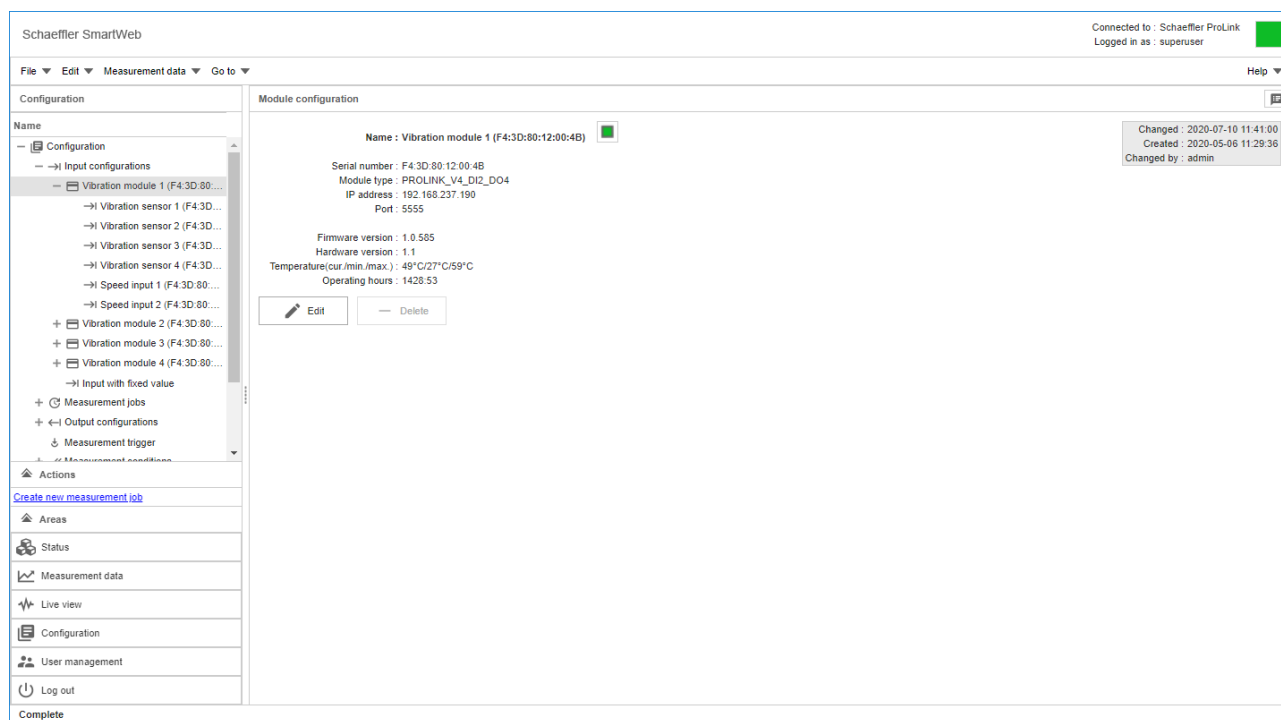 Schaeffler SmartWeb
Connected to : Schaeffler ProLink
Logged in as : superuser
File Edit Measurement data Go to Help
Configuration
Name
Configuration
Input configurations
Vibration module 1 (F4:3D:80:...
Vibration sensor 1 (F4:3D...
Vibration sensor 2 (F4:3D...
Vibration sensor 3 (F4:3D...
Vibration sensor 4 (F4:3D...
Speed input 1 (F4:3D:80:...
Speed input 2 (F4:3D:80:...
Vibration module 2 (F4:3D:80:...
Vibration module 3 (F4:3D:80:...
Vibration module 4 (F4:3D:80:...
Input with fixed value
Measurement jobs
Output configurations
Measurement trigger
Measurement conditions
Actions
Create new measurement job
Areas
Status
Measurement data
Live view
Configuration
User management
Log out
Module configuration
Name : Vibration module 1 (F4:3D:80:12:00:4B)
Serial number : F4:3D:80:12:00:4B
Module type : PROLINK_V4_DI2_DO4
IP address : 192.168.237.190
Port : 5555
Firmware version : 1.0.585
Hardware version : 1.1
Temperature(cur./min./max.) : 49°C/27°C/59°C
Operating hours : 1428:53
Edit
Delete
Changed : 2020-07-10 11:41:00
Created : 2020-05-06 11:29:36
Changed by : admin
Complete